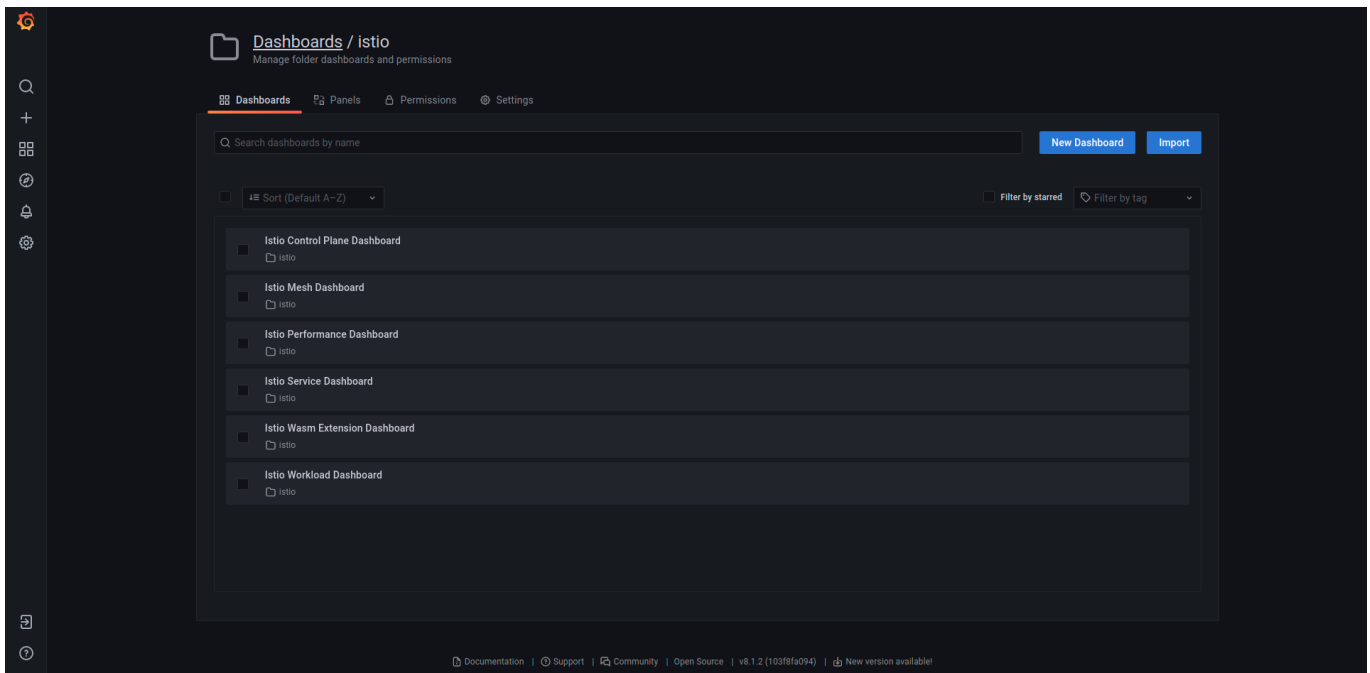 Dashboards / istio
Manage folder dashboards and permissions
Dashboards Panels Permissions Settings
Search dashboards by name New Dashboard Import
Sort (Default A–Z) Filter by starred Filter by tag
Istio Control Plane Dashboard
istio
Istio Mesh Dashboard
istio
Istio Performance Dashboard
istio
Istio Service Dashboard
istio
Istio Wasm Extension Dashboard
istio
Istio Workload Dashboard
istio
Documentation | Support | Community | Open Source | v8.1.2 (103f8fa094) | New version available!